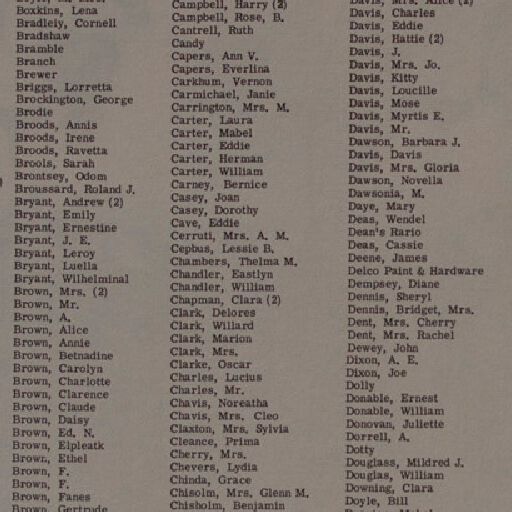 Boxkins, Lena
Bradleiy, Cornell
Bradshaw
Bramble
Branch
Brewer
Briggs, Lorretta
Brockington, George
Brodie
Broods, Annis
Broods, Irene
Broods, Ravetta
Brools, Sarah
Brontsey, Odom
Broussard, Roland J.
Bryant, Andrew (2)
Bryant, Emily
Bryant, Ernestine
Bryant, J. E.
Bryant, Leroy
Bryant, Luella
Bryant, Wilhelminal
Brown, Mrs. (2)
Brown, Mr.
Brown, A.
Brown, Alice
Brown, Annie
Brown, Betnadine
Brown, Carolyn
Brown, Charlotte
Brown, Clarence
Brown, Claude
Brown, Daisy
Brown, Ed. N.
Brown, Elpleatk
Brown, Ethel
Brown, F.
Brown, F.
Brown, Fanes
Brown, Gertrude
Campbell, Harry (2)
Campbell, Rose, B.
Cantrell, Ruth
Candy
Capers, Ann V.
Capers, Everlina
Carkhum, Vernon
Carmichael, Janie
Carrington, Mrs. M.
Carter, Laura
Carter, Mabel
Carter, Eddie
Carter, Herman
Carter, William
Carney, Bernice
Casey, Joan
Casey, Dorothy
Cave, Eddie
Cerruti, Mrs. A. M.
Cephus, Lessie B.
Chambers, Thelma M.
Chandler, Eastlyn
Chandler, William
Chapman, Clara (2)
Clark, Delores
Clark, Willard
Clark, Marion
Clark, Mrs.
Clarke, Oscar
Charles, Lucius
Charles, Mr.
Chavis, Noreatha
Chavis, Mrs. Cleo
Claxton, Mrs. Sylvia
Cleance, Prima
Cherry, Mrs.
Chevers, Lydia
Chinda, Grace
Chisolm, Mrs. Glenn M.
Chisholm, Benjamin
Davis, Mrs. Alice (2)
Davis, Charles
Davis, Eddie
Davis, Hattie (2)
Davis, J.
Davis, Mrs. Jo.
Davis, Kitty
Davis, Loucille
Davis, Mose
Davis, Myrtis E.
Davis, Mr.
Dawson, Barbara J.
Davis, Davis
Davis, Mrs. Gloria
Dawson, Novella
Dawsonia, M.
Daye, Mary
Deas, Wendel
Dean's Rario
Deas, Cassie
Deene, James
Delco Paint & Hardware
Dempsey, Diane
Dennis, Sheryl
Dennis, Bridget, Mrs.
Dent, Mrs. Cherry
Dent, Mrs. Rachel
Dewey, John
Dixon, A. E.
Dixon, Joe
Dolly
Donable, Ernest
Donable, William
Donovan, Juliette
Dorrell, A.
Dotty
Douglass, Mildred J.
Douglas, William
Downing, Clara
Doyle, Bill